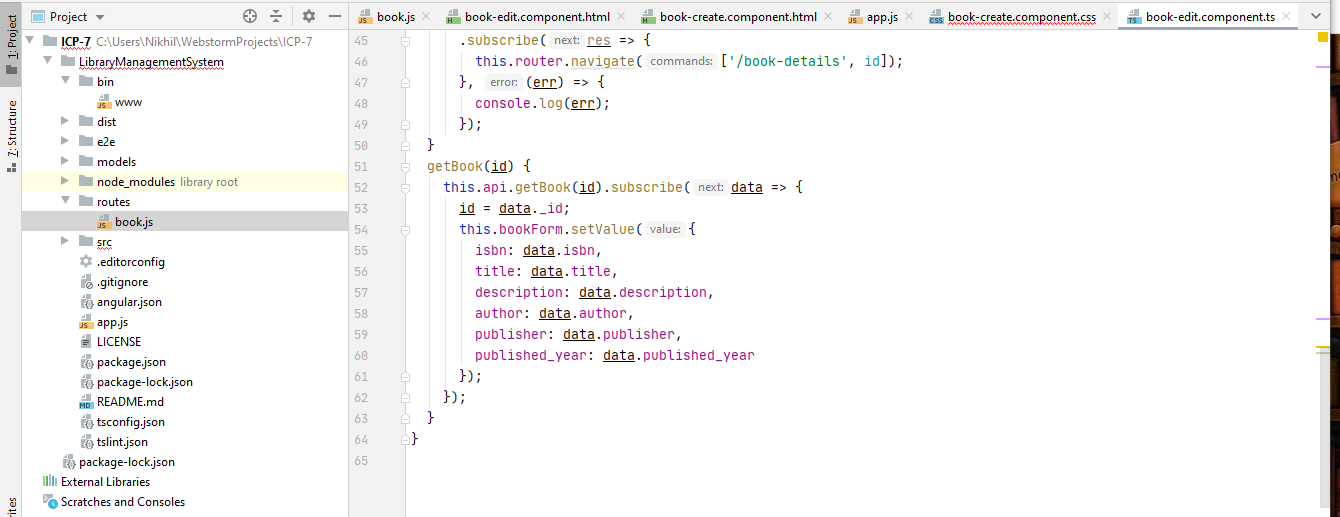 Project
book.js
book-edit.component.html
book-create.component.html
app.js
book-create.component.css
book-edit.component.ts
1: Project
7: Structure
ICP-7 C:\Users\Nikhil\WebstormProjects\ICP-7
LibraryManagementSystem
bin
www
dist
e2e
models
node_modules library root
routes
book.js
src
.editorconfig
.gitignore
angular.json
app.js
LICENSE
package.json
package-lock.json
README.md
tsconfig.json
tslint.json
package-lock.json
External Libraries
Scratches and Consoles
45 .subscribe( next: res => {
46 this.router.navigate( commands: ['/book-details', id]);
47 }, error: (err) => {
48 console.log(err);
49 });
50 }
51 getBook(id) {
52 this.api.getBook(id).subscribe( next: data => {
53 id = data._id;
54 this.bookForm.setValue( value: {
55 isbn: data.isbn,
56 title: data.title,
57 description: data.description,
58 author: data.author,
59 publisher: data.publisher,
60 published_year: data.published_year
61 });
62 });
63 }
64 }
65